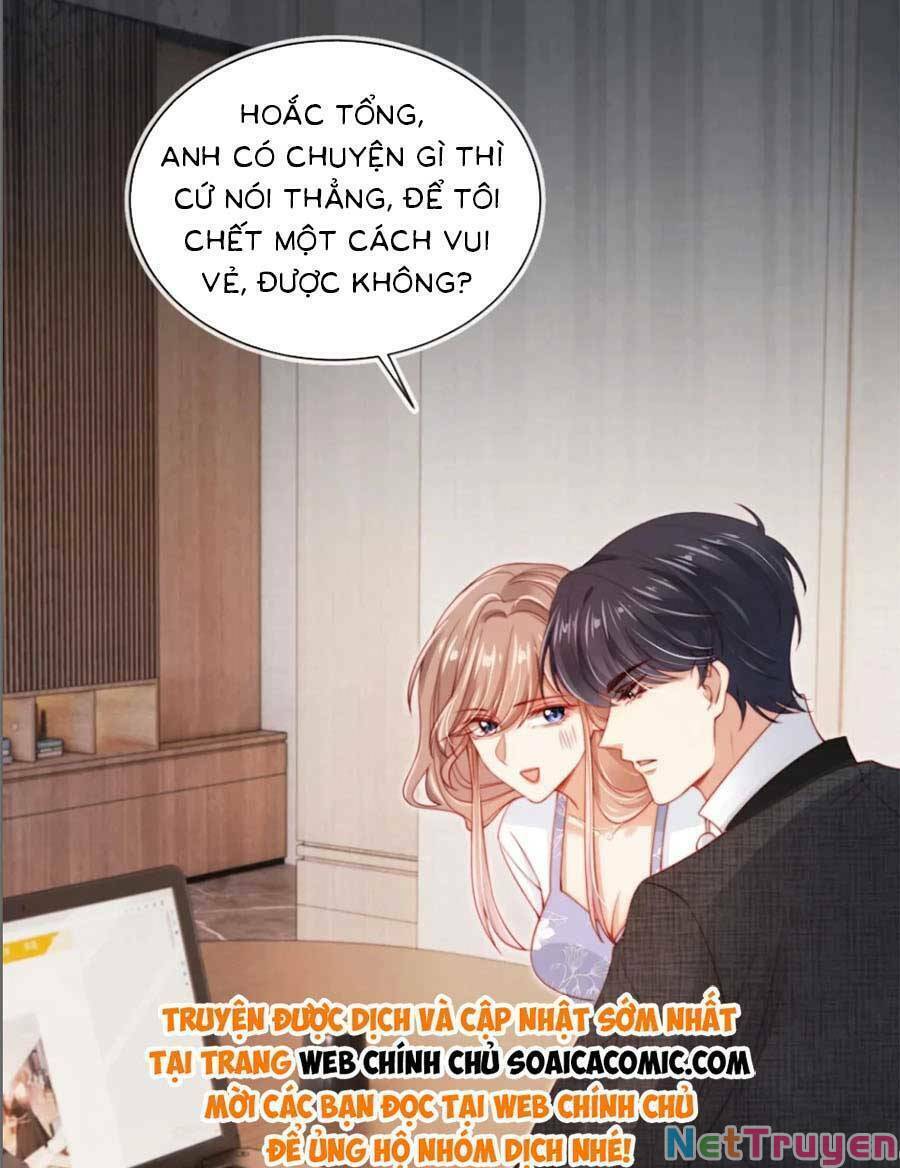 HOẮC TỔNG,
ANH CÓ CHUYỆN GÌ THÌ
CỨ NÓI THẲNG, ĐỂ TÔI
CHẾT MỘT CÁCH VUI
VẺ, ĐƯỢC KHÔNG?
TRUYỆN ĐƯỢC DỊCH VÀ CẬP NHẬT SỚM NHẤT
TẠI TRANG WEB CHÍNH CHỦ SOAICACOMIC.COM
MỜI CÁC BẠN ĐỌC TẠI WEB CHÍNH CHỦ
ĐỂ ỦNG HỘ NHÓM DỊCH NHÉ!
NetTruyen